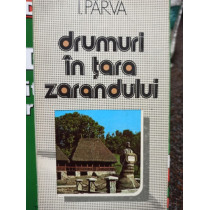 I. PÂRVA
drumuri
în țara
zarandului